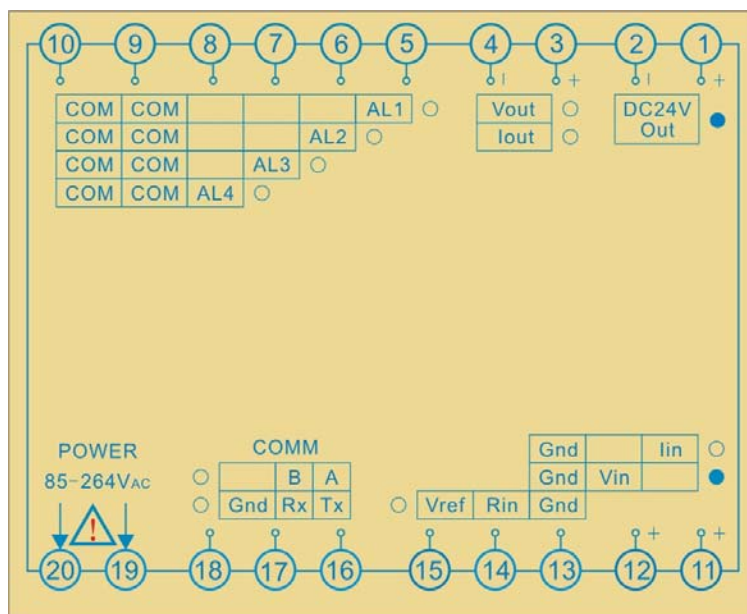 10 9 8 7 6 5 4 3 2 1
− + − +
COM COM AL1 Vout DC24V
COM COM AL2 Iout Out
COM COM AL3
COM COM AL4
POWER COMM Gnd Iin
85-264VAC B A Gnd Vin
! Gnd Rx Tx Vref Rin Gnd
+ +
20 19 18 17 16 15 14 13 12 11